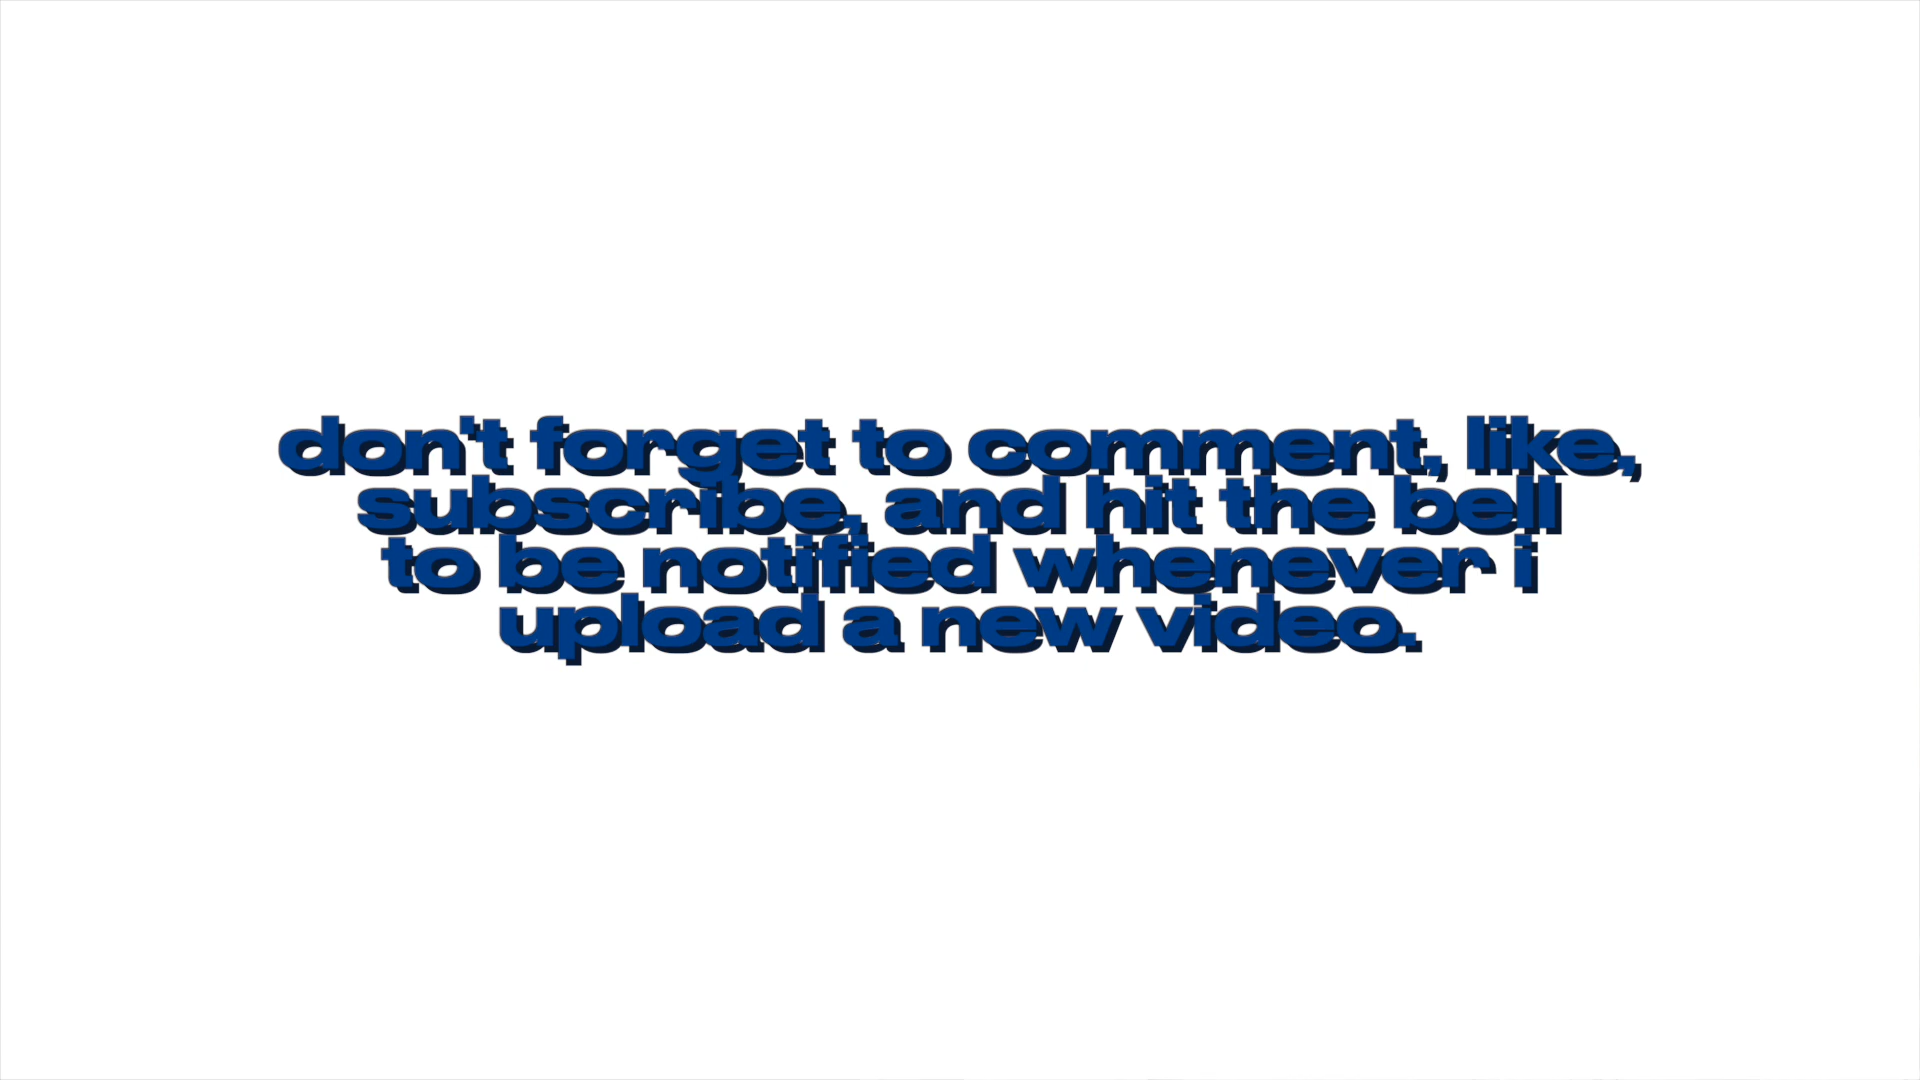 don't forget to comment, like,
subscribe, and hit the bell
to be notified whenever i
upload a new video.